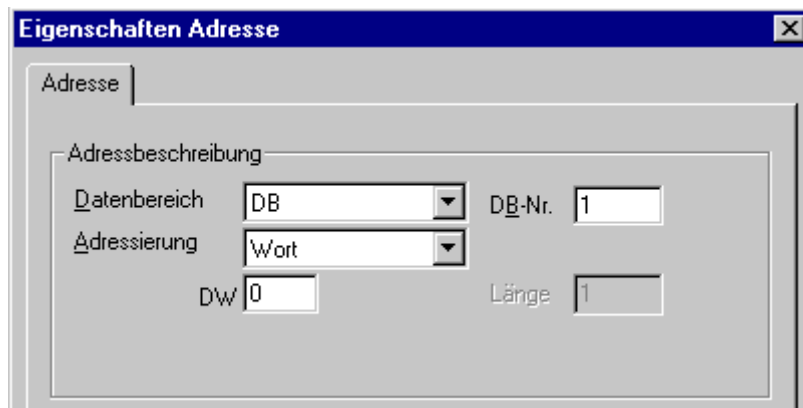 Eigenschaften Adresse
Adresse
Adressbeschreibung
Datenbereich DB DB-Nr. 1
Adressierung Wort
DW 0 Länge 1